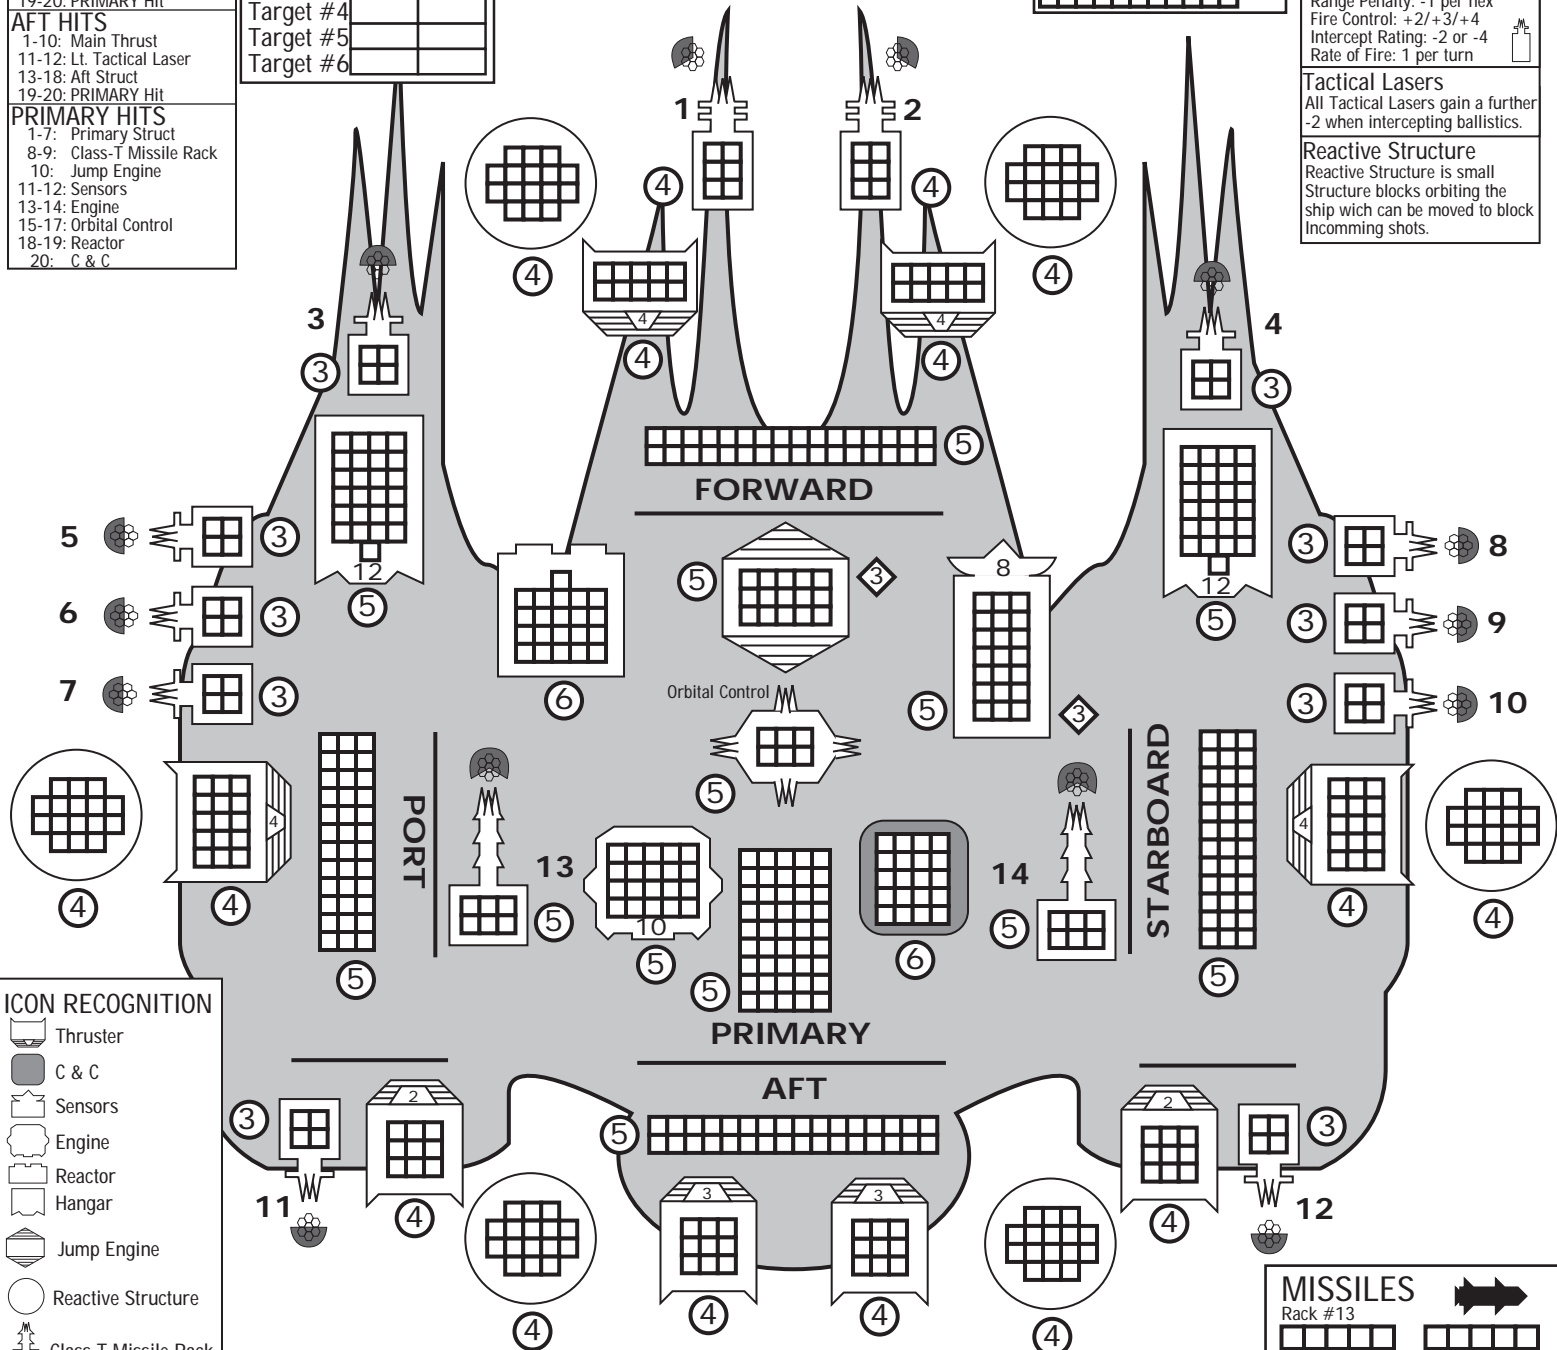 19-20: PRIMARY Hit
AFT HITS
1-10: Main Thrust
11-12: Lt. Tactical Laser
13-18: Aft Struct
19-20: PRIMARY Hit
PRIMARY HITS
1-7: Primary Struct
8-9: Class-T Missile Rack
10: Jump Engine
11-12: Sensors
13-14: Engine
15-17: Orbital Control
18-19: Reactor
20: C & C
Target #4
Target #5
Target #6
Range Penalty: -1 per hex
Fire Control: +2/+3/+4
Intercept Rating: -2 or -4
Rate of Fire: 1 per turn
Tactical Lasers
All Tactical Lasers gain a further
-2 when intercepting ballistics.
Reactive Structure
Reactive Structure is small
Structure blocks orbiting the
ship wich can be moved to block
Incomming shots.
1
2
4
4
4
4
4
4
4
4
3
3
4
3
5
FORWARD
5
3
12
5
6
5
3
8
5
3
12
5
3
8
6
3
3
9
7
3
3
10
Orbital Control
5
4
4
4
PORT
5
13
5
10
5
5
PRIMARY
6
14
5
STARBOARD
5
4
4
4
ICON RECOGNITION
Thruster
C & C
Sensors
Engine
Reactor
Hangar
Jump Engine
Reactive Structure
Class-T Missile Rack
AFT
5
3
11
2
4
4
3
4
3
4
4
2
4
3
12
MISSILES
Rack #13